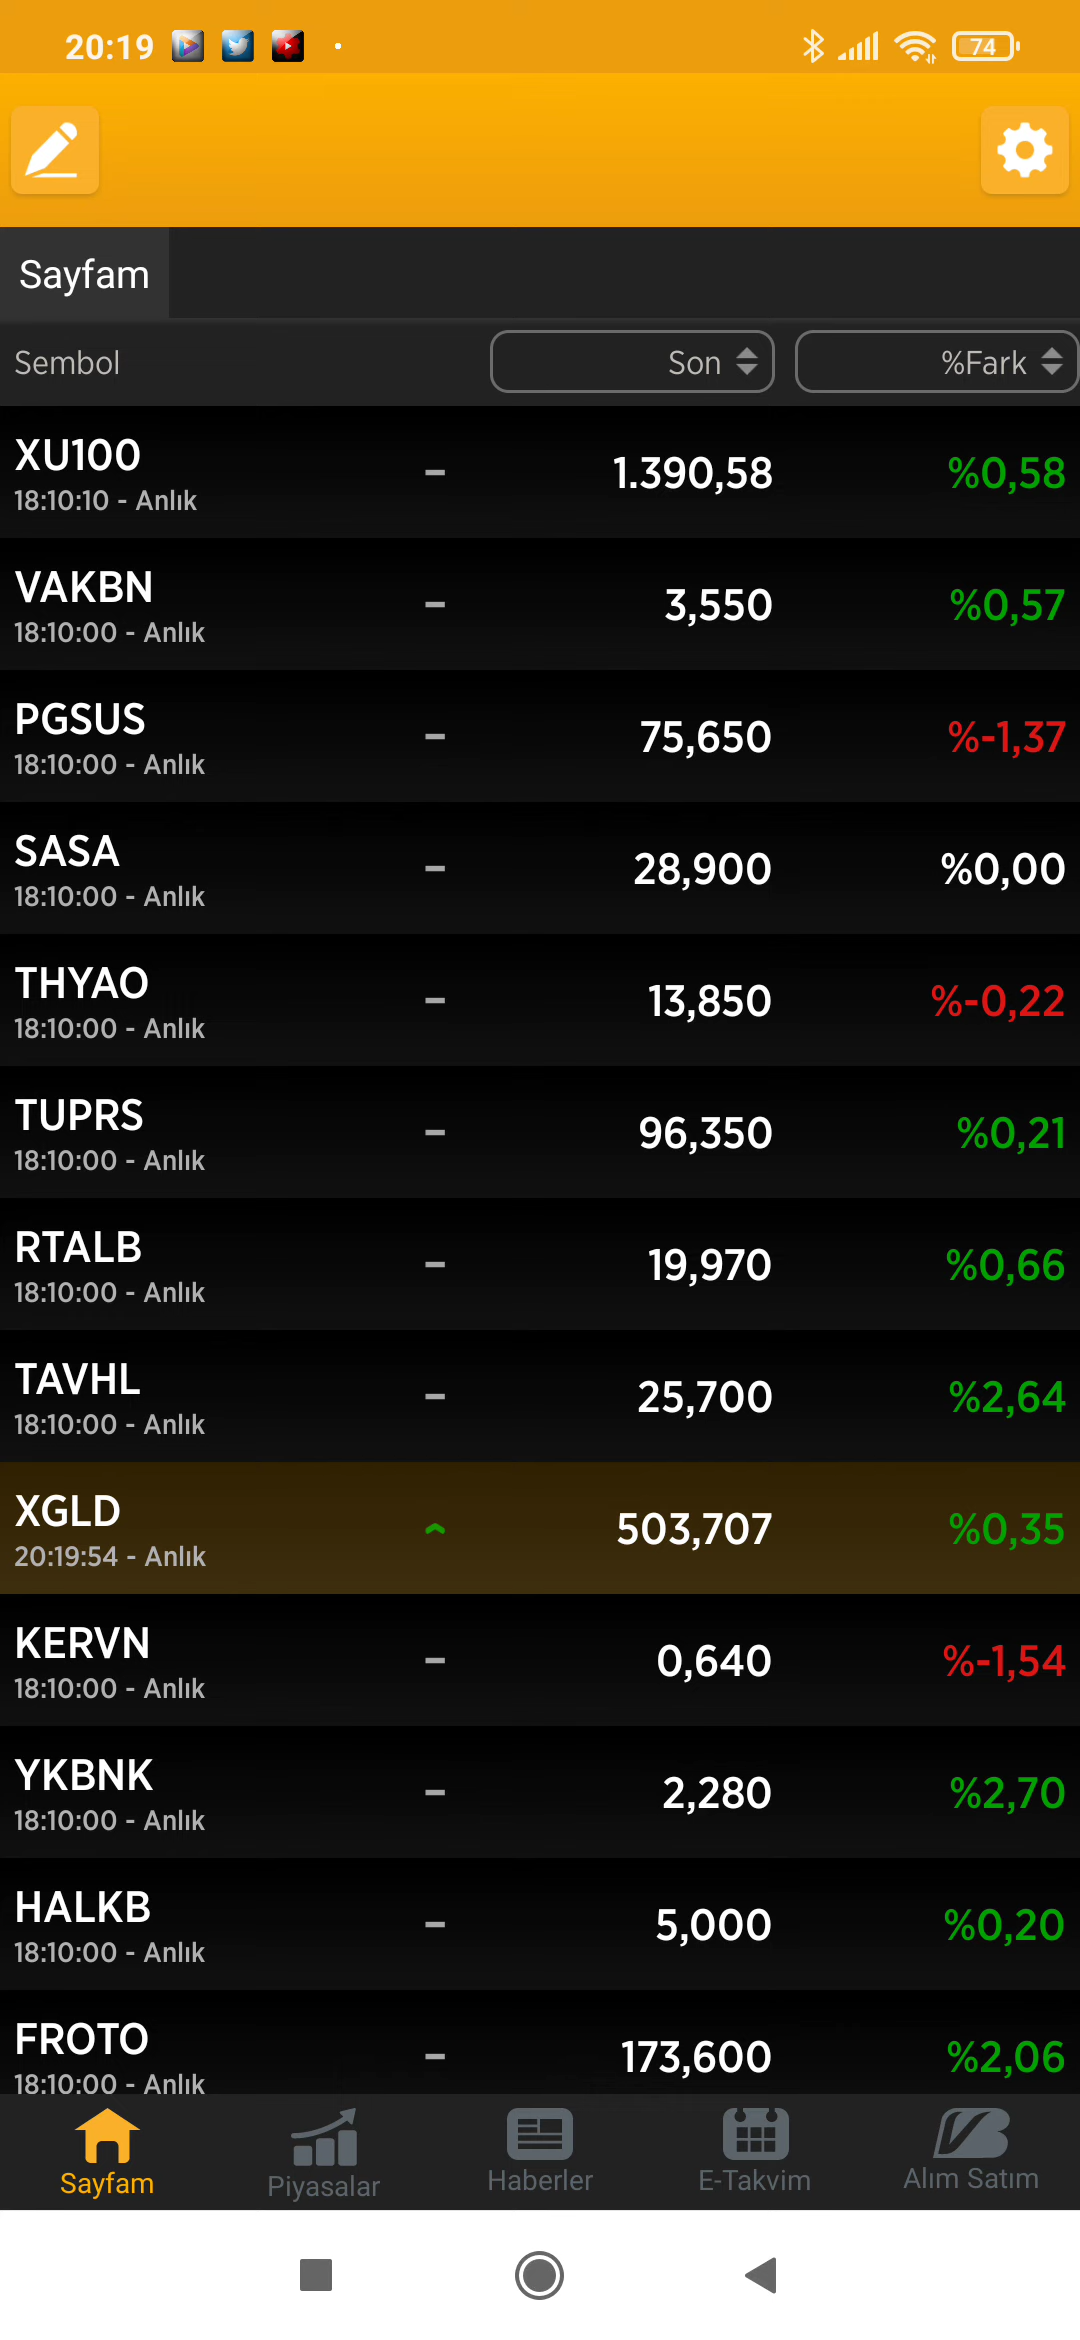 20:19
74
Sayfam
Sembol Son %Fark
XU100
18:10:10 - Anlık
- 1.390,58 %0,58
VAKBN
18:10:00 - Anlık
- 3,550 %0,57
PGSUS
18:10:00 - Anlık
- 75,650 %-1,37
SASA
18:10:00 - Anlık
- 28,900 %0,00
THYAO
18:10:00 - Anlık
- 13,850 %-0,22
TUPRS
18:10:00 - Anlık
- 96,350 %0,21
RTALB
18:10:00 - Anlık
- 19,970 %0,66
TAVHL
18:10:00 - Anlık
- 25,700 %2,64
XGLD
20:19:54 - Anlık
503,707 %0,35
KERVN
18:10:00 - Anlık
- 0,640 %-1,54
YKBNK
18:10:00 - Anlık
- 2,280 %2,70
HALKB
18:10:00 - Anlık
- 5,000 %0,20
FROTO
18:10:00 - Anlık
- 173,600 %2,06
Sayfam Piyasalar Haberler E-Takvim Alım Satım